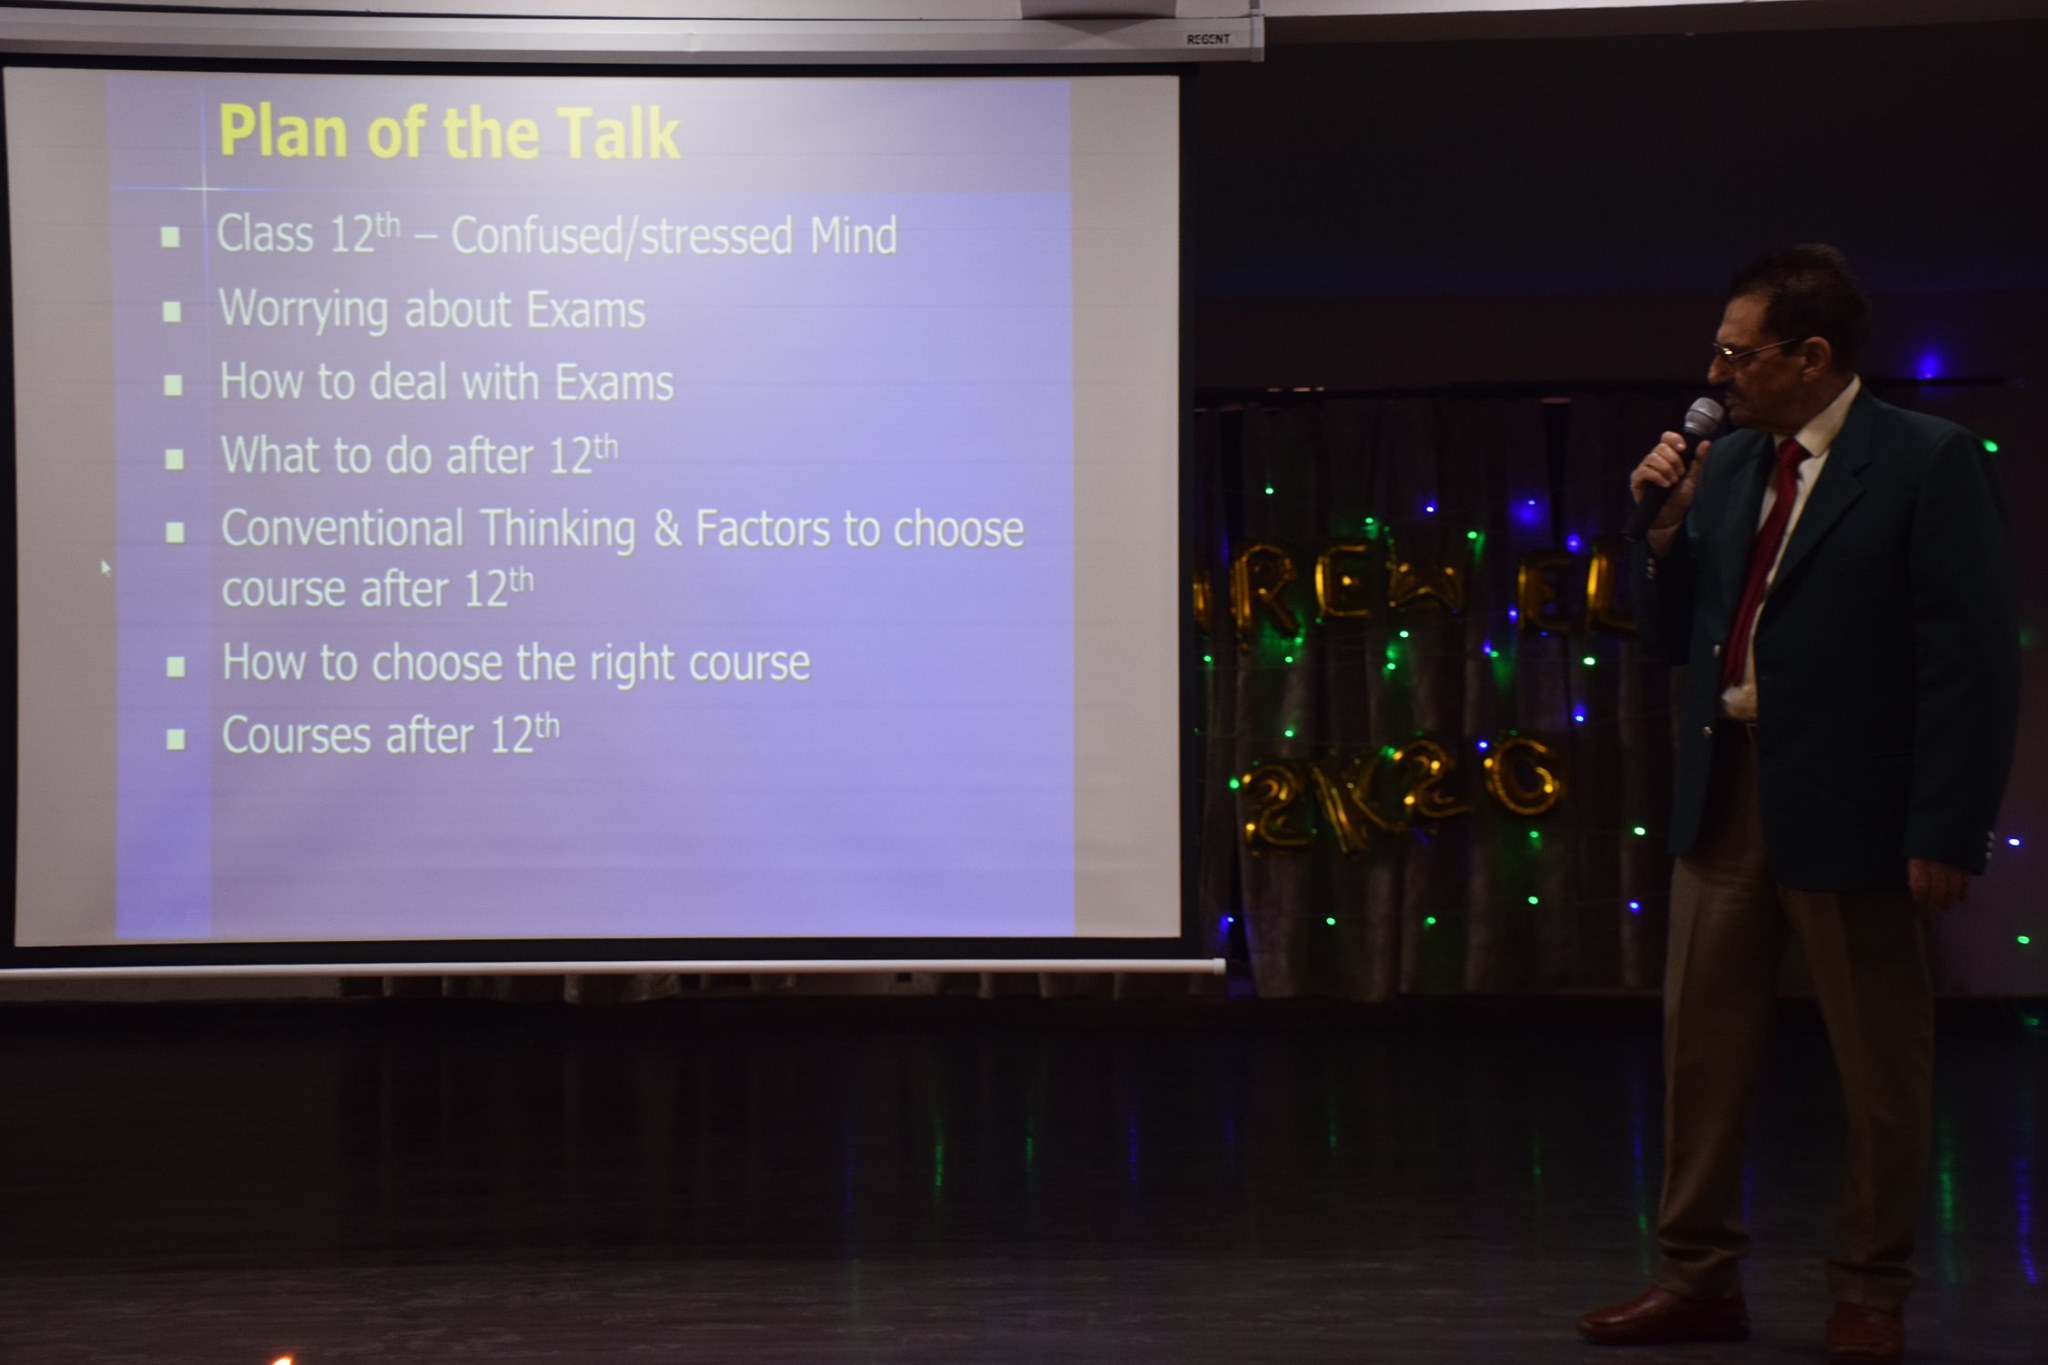 REGENT
Plan of the Talk
■ Class 12th – Confused/stressed Mind
■ Worrying about Exams
■ How to deal with Exams
■ What to do after 12th
■ Conventional Thinking & Factors to choose
course after 12th
■ How to choose the right course
■ Courses after 12th
REWEL
2K20